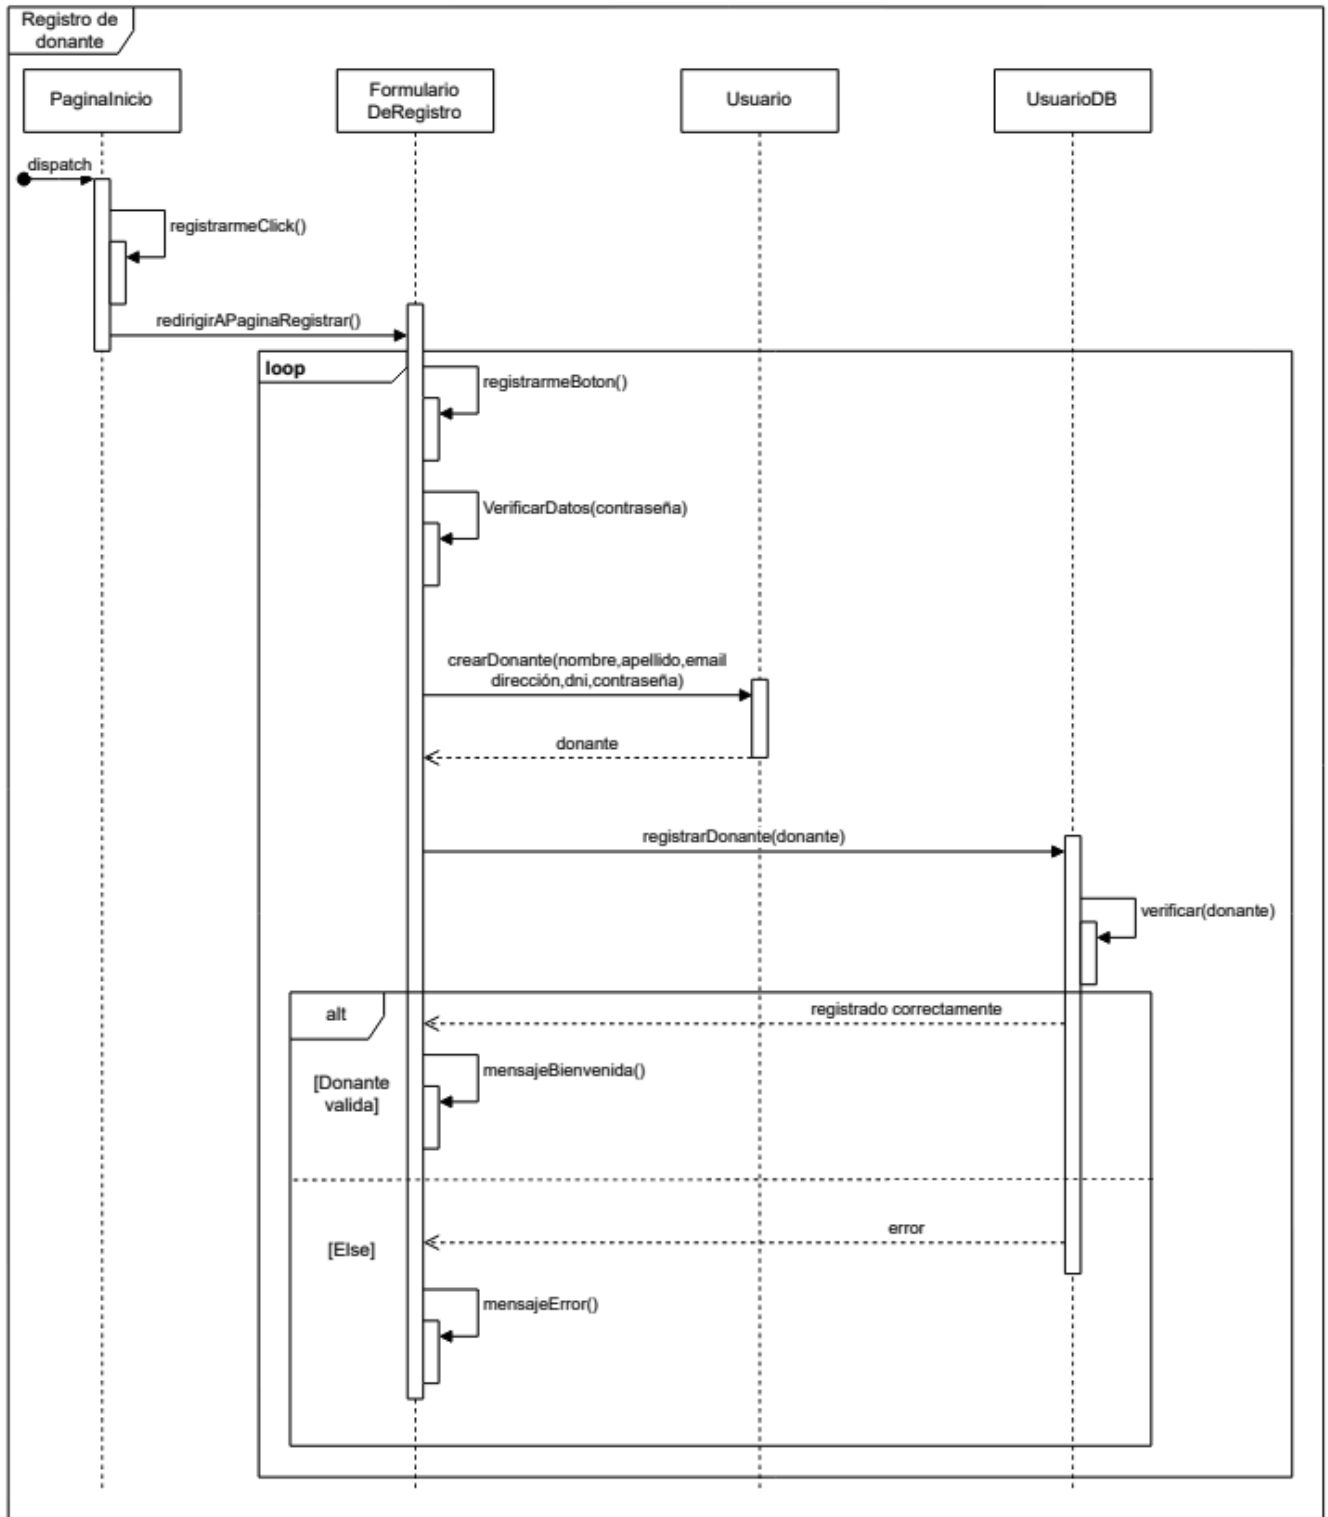 Registro de
donante
PaginaInicio
Formulario
DeRegistro
Usuario
UsuarioDB
dispatch
registrarmeClick()
redirigirAPaginaRegistrar()
loop
registrarmeBoton()
VerificarDatos(contraseña)
crearDonante(nombre,apellido,email
dirección,dni,contraseña)
donante
registrarDonante(donante)
verificar(donante)
alt
registrado correctamente
[Donante
valida]
mensajeBienvenida()
error
[Else]
mensajeError()